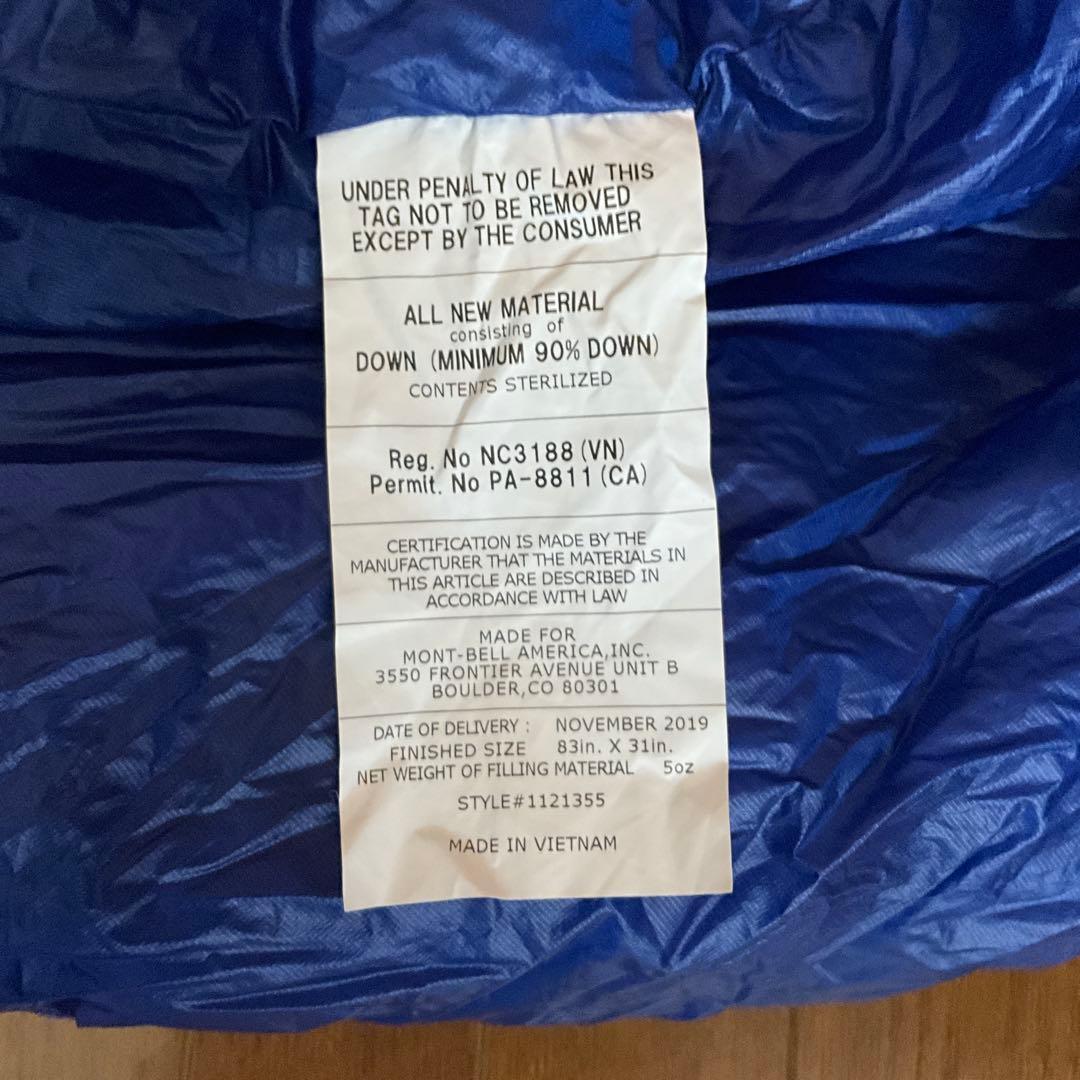 UNDER PENALTY OF LAW THIS
TAG NOT TO BE REMOVED
EXCEPT BY THE CONSUMER
ALL NEW MATERIAL
consisting of
DOWN (MINIMUM 90% DOWN)
CONTENTS STERILIZED
Reg. No NC3188 (VN)
Permit. No PA-8811 (CA)
CERTIFICATION IS MADE BY THE
MANUFACTURER THAT THE MATERIALS IN
THIS ARTICLE ARE DESCRIBED IN
ACCORDANCE WITH LAW
MADE FOR
MONT-BELL AMERICA,INC.
3550 FRONTIER AVENUE UNIT B
BOULDER,CO 80301
DATE OF DELIVERY : NOVEMBER 2019
FINISHED SIZE 83in. X 31in.
NET WEIGHT OF FILLING MATERIAL 5oz
STYLE#1121355
MADE IN VIETNAM